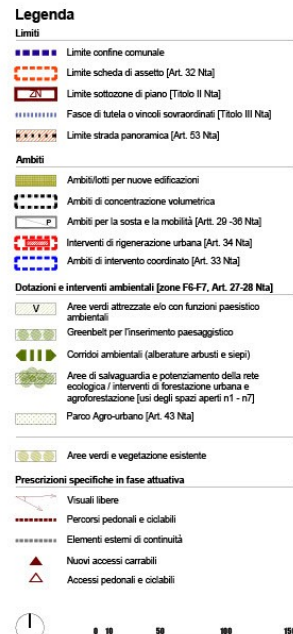 Legenda
Limiti
Limite confine comunale
Limite scheda di assetto [Art. 32 Nta]
ZN Limite sottozone di piano [Titolo II Nta]
Fasce di tutela o vincoli sovraordinati [Titolo III Nta]
Limite strada panoramica [Art. 53 Nta]
Ambiti
Ambiti/lotti per nuove edificazioni
Ambiti di concentrazione volumetrica
P Ambiti per la sosta e la mobilità [Artt. 29 -36 Nta]
Interventi di rigenerazione urbana [Art. 34 Nta]
Ambiti di intervento coordinato [Art. 33 Nta]
Dotazioni e interventi ambientali [zone F6-F7, Art. 27-28 Nta]
V Aree verdi attrezzate e/o con funzioni paesistico
ambientali
Greenbelt per l'inserimento paesaggistico
Corridoi ambientali (alberature arbusti e siepi)
Aree di salvaguardia e potenziamento della rete
ecologica / interventi di forestazione urbana e
agroforestazione [usi degli spazi aperti n1 - n7]
Parco Agro-urbano [Art. 43 Nta]
Aree verdi e vegetazione esistente
Prescrizioni specifiche in fase attuativa
Visuali libere
Percorsi pedonali e ciclabili
Elementi esterni di continuità
Nuovi accessi carrabili
Accessi pedonali e ciclabili
0 10 50 100 150